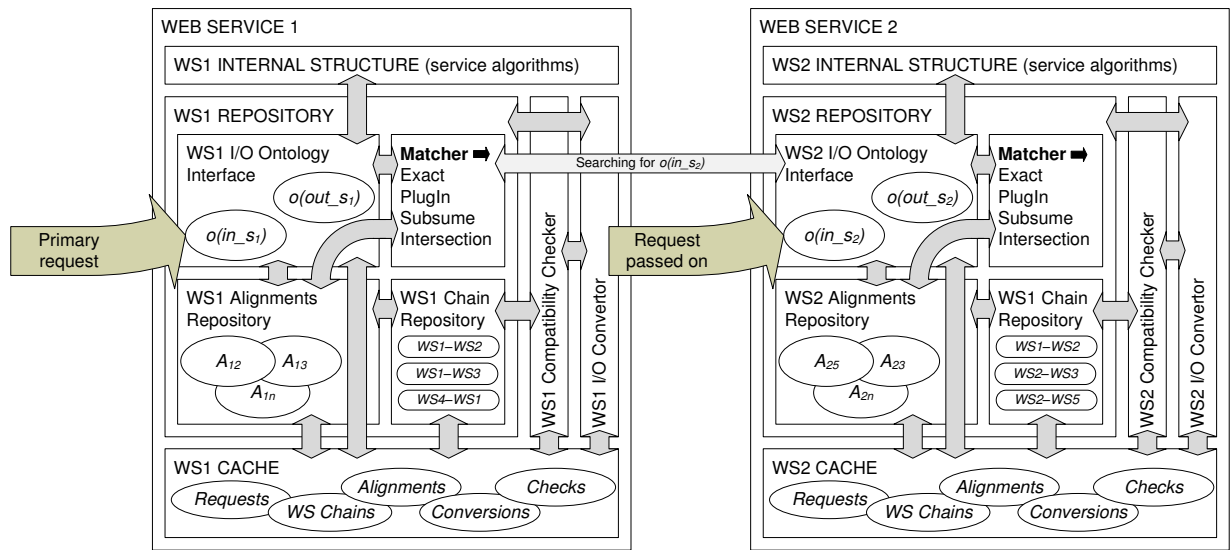 WEB SERVICE 1
WS1 INTERNAL STRUCTURE (service algorithms)
WS1 REPOSITORY
WS1 I/O Ontology
Interface
o(out_s1)
o(in_s1)
Matcher ➡
Exact
PlugIn
Subsume
Intersection
Primary
request
WS1 Alignments
Repository
A12
A13
A1n
WS1 Chain
Repository
WS1–WS2
WS1–WS3
WS4–WS1
WS1 Compatibility Checker
WS1 I/O Convertor
WS1 CACHE
Requests
WS Chains
Alignments
Conversions
Checks
Searching for o(in_s2)
Request
passed on
WEB SERVICE 2
WS2 INTERNAL STRUCTURE (service algorithms)
WS2 REPOSITORY
WS2 I/O Ontology
Interface
o(out_s2)
o(in_s2)
Matcher ➡
Exact
PlugIn
Subsume
Intersection
WS2 Alignments
Repository
A25
A23
A2n
WS1 Chain
Repository
WS1–WS2
WS2–WS3
WS2–WS5
WS2 Compatibility Checker
WS2 I/O Convertor
WS2 CACHE
Requests
WS Chains
Alignments
Conversions
Checks